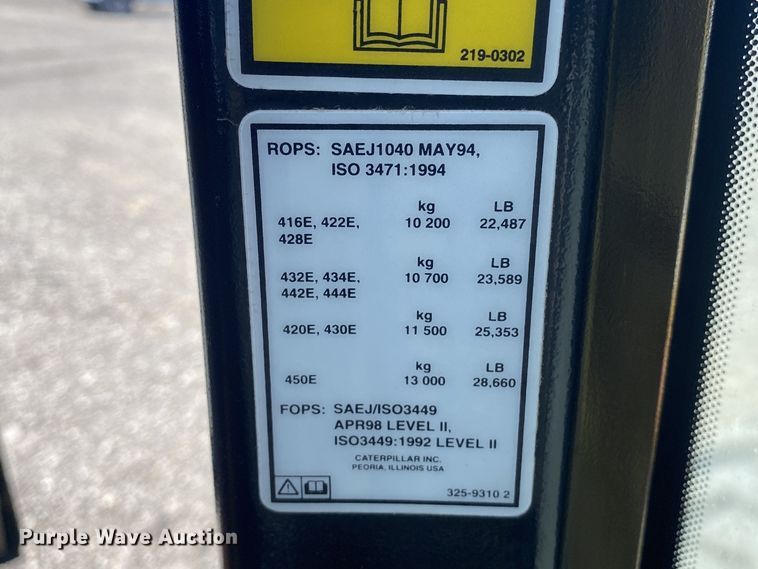 219-0302
ROPS: SAEJ1040 MAY94,
ISO 3471:1994
kg LB
416E, 422E, 10 200 22,487
428E
kg LB
432E, 434E, 10 700 23,589
442E, 444E
kg LB
420E, 430E 11 500 25,353
kg LB
450E 13 000 28,660
FOPS: SAEJ/ISO3449
APR98 LEVEL II,
ISO3449:1992 LEVEL II
CATERPILLAR INC.
PEORIA, ILLINOIS USA
325-9310 2
Purple Wave Auction